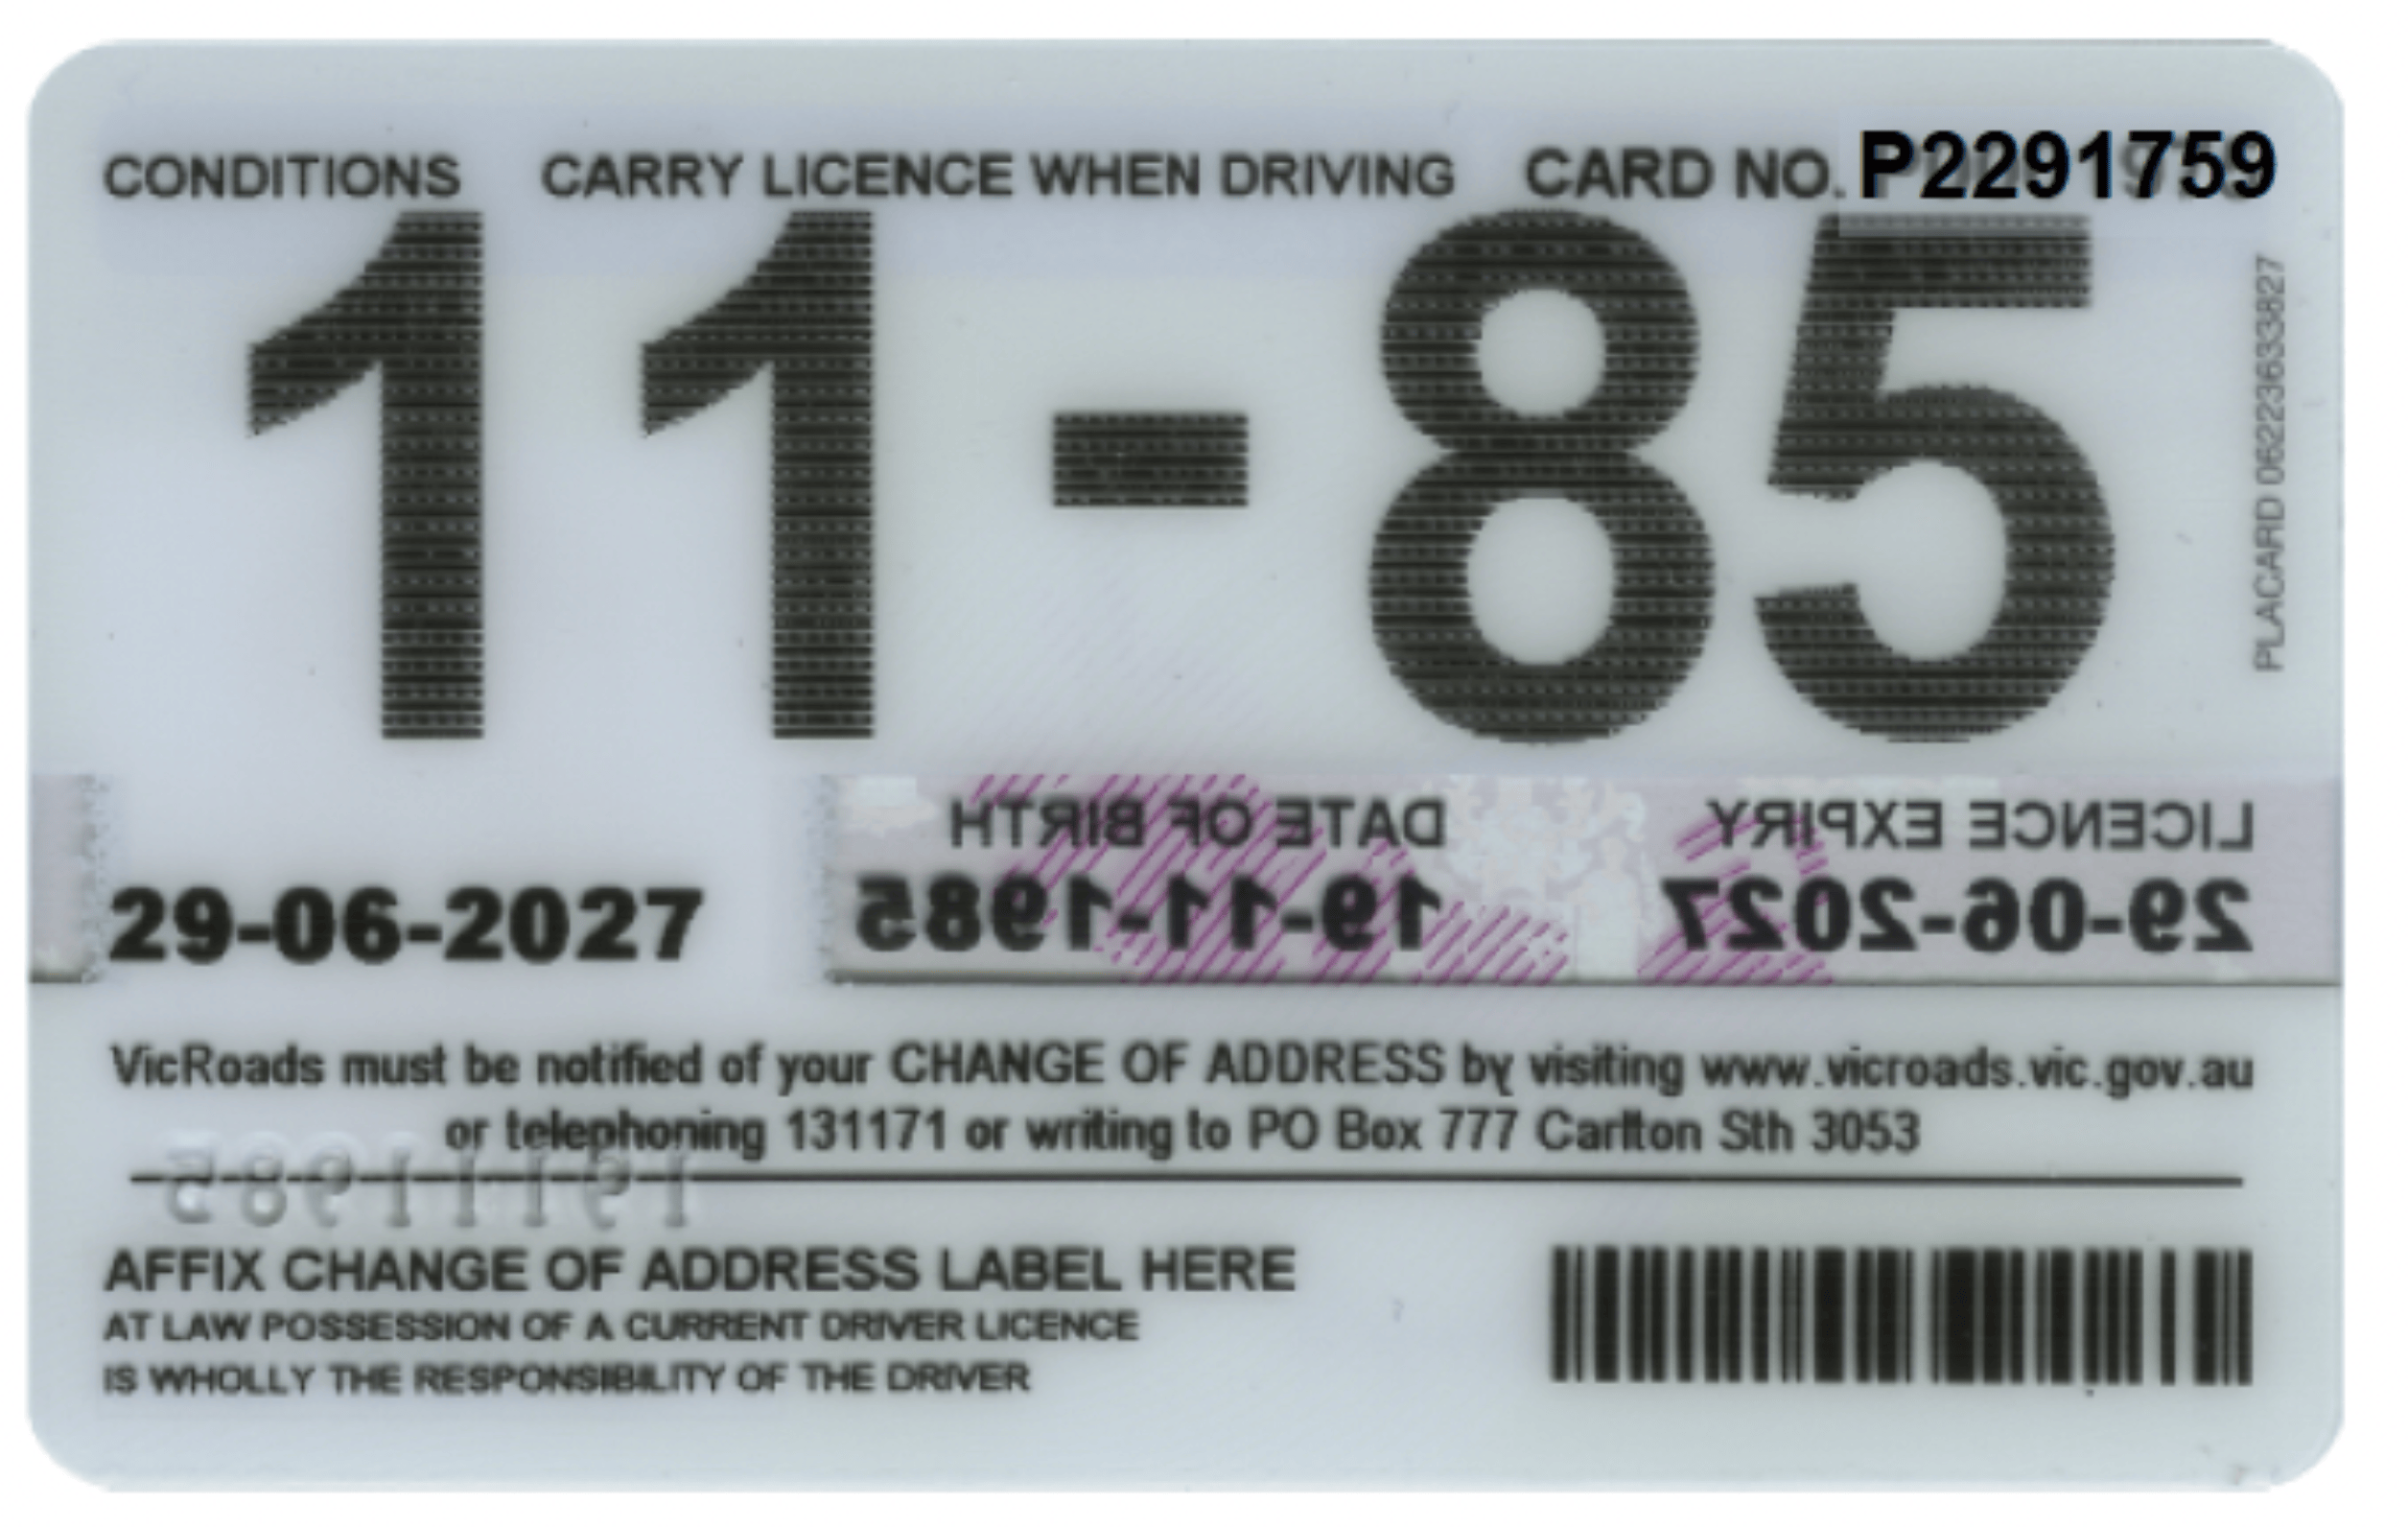 CONDITIONS CARRY LICENCE WHEN DRIVING CARD NO. P2291759
11-85
PLACARD 06223633827
DATE OF BIRTH LICENCE EXPIRY
29-06-2027 19-11-1985 29-06-2027
VicRoads must be notified of your CHANGE OF ADDRESS by visiting www.vicroads.vic.gov.au
or telephoning 131171 or writing to PO Box 777 Carlton Sth 3053
19111985
AFFIX CHANGE OF ADDRESS LABEL HERE
AT LAW POSSESSION OF A CURRENT DRIVER LICENCE
IS WHOLLY THE RESPONSIBILITY OF THE DRIVER